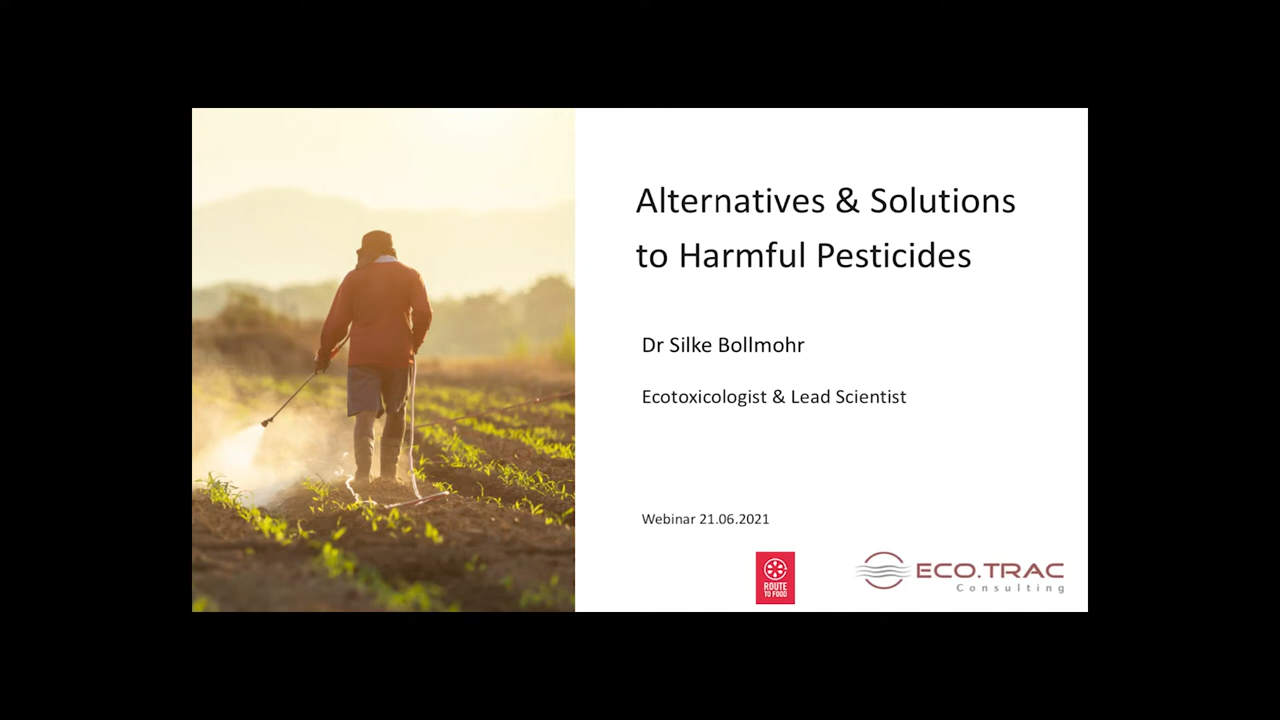 Alternatives & Solutions
to Harmful Pesticides
Dr Silke Bollmohr
Ecotoxicologist & Lead Scientist
Webinar 21.06.2021
ROUTE
TO FOOD
ECO.TRAC
Consulting